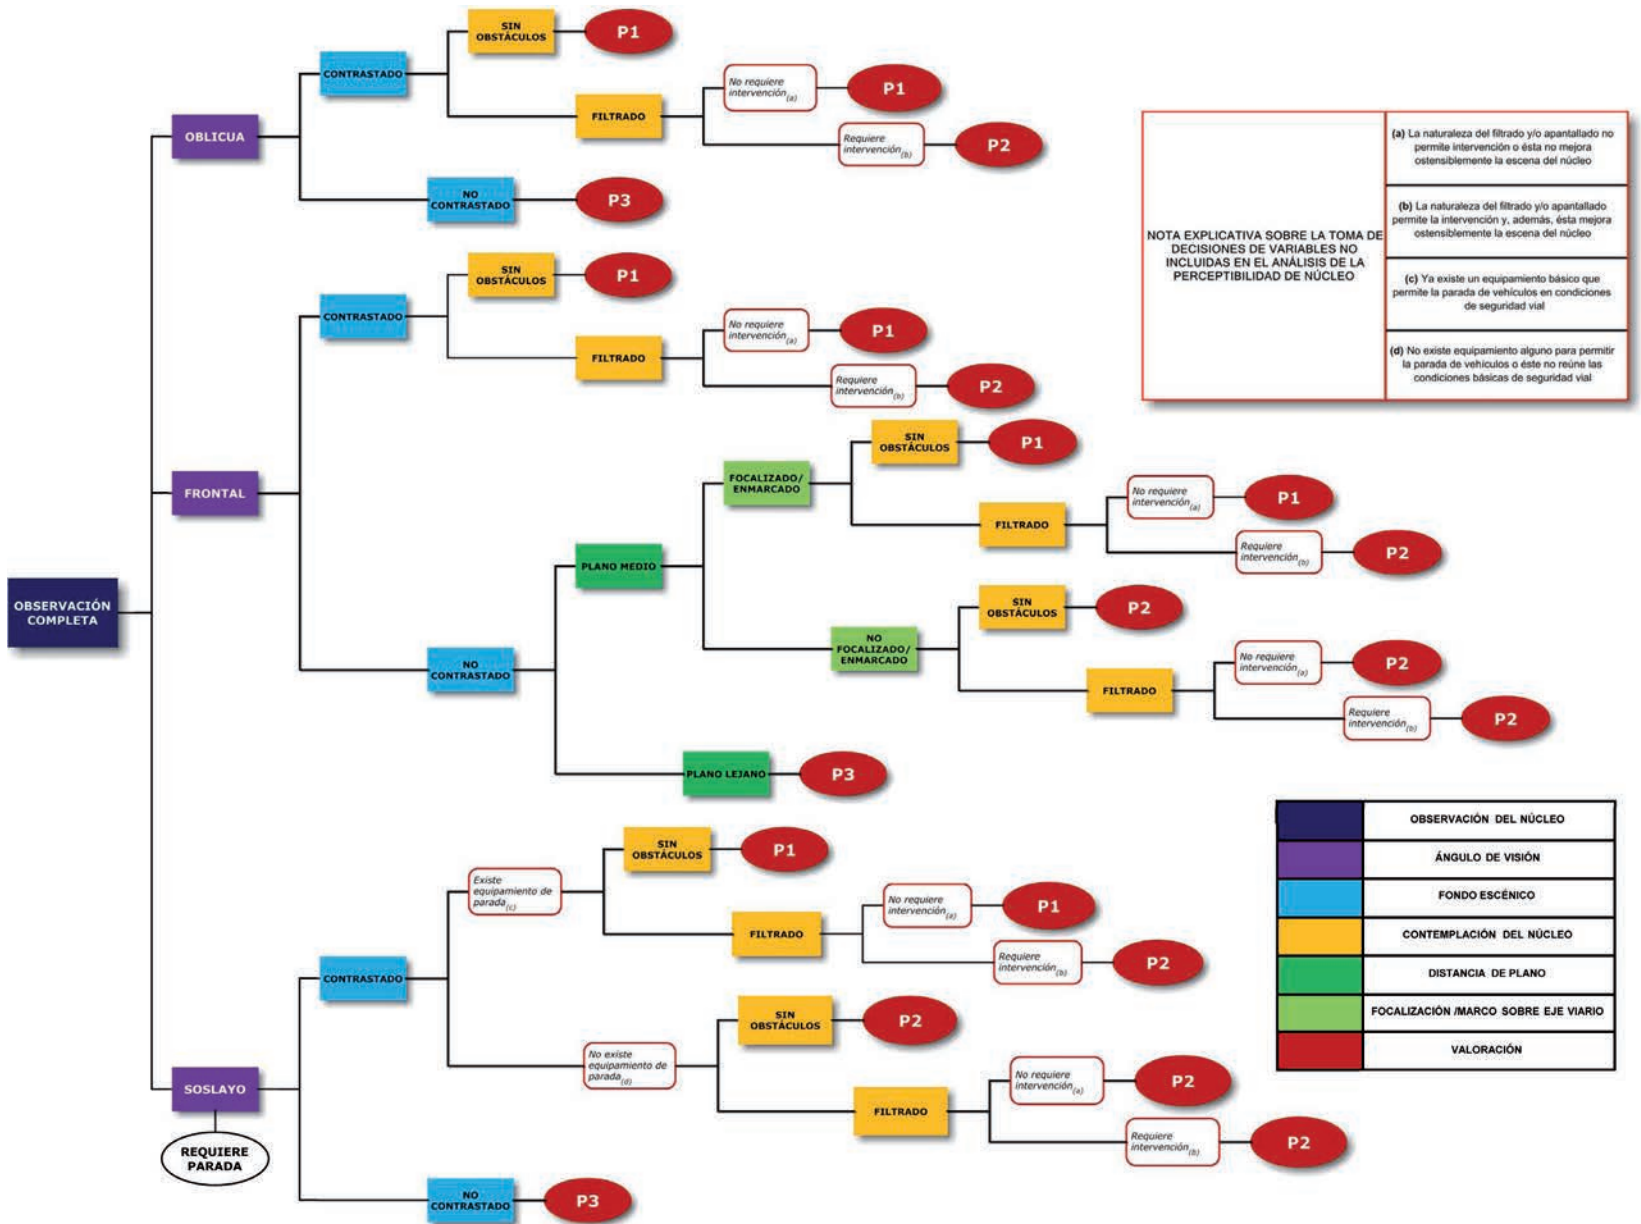 SIN
OBSTÁCULOS
P1
CONTRASTADO
No requiere
intervención(a)
P1
FILTRADO
OBLICUA
Requiere
intervención(b)
P2
NO
CONTRASTADO
P3
SIN
OBSTÁCULOS
P1
CONTRASTADO
No requiere
intervención(a)
P1
FILTRADO
Requiere
intervención(b)
P2
SIN
OBSTÁCULOS
P1
FOCALIZADO/
ENMARCADO
FRONTAL
No requiere
intervención(a)
P1
FILTRADO
Requiere
intervención(b)
P2
PLANO MEDIO
OBSERVACIÓN
COMPLETA
SIN
OBSTÁCULOS
P2
NO
FOCALIZADO/
ENMARCADO
No requiere
intervención(a)
P2
NO
CONTRASTADO
FILTRADO
Requiere
intervención(b)
P2
PLANO LEJANO
P3
SIN
OBSTÁCULOS
P1
Existe
equipamiento de
parada(c)
No requiere
intervención(a)
P1
FILTRADO
Requiere
intervención(b)
P2
CONTRASTADO
SIN
OBSTÁCULOS
P2
No existe
equipamiento de
parada(d)
No requiere
intervención(a)
P2
SOSLAYO
FILTRADO
Requiere
intervención(b)
P2
REQUIERE
PARADA
NO
CONTRASTADO
P3
NOTA EXPLICATIVA SOBRE LA TOMA DE
DECISIONES DE VARIABLES NO
INCLUIDAS EN EL ANÁLISIS DE LA
PERCEPTIBILIDAD DE NÚCLEO
(a) La naturaleza del filtrado y/o apantallado no
permite intervención o ésta no mejora
ostensiblemente la escena del núcleo
(b) La naturaleza del filtrado y/o apantallado
permite la intervención y, además, ésta mejora
ostensiblemente la escena del núcleo
(c) Ya existe un equipamiento básico que
permite la parada de vehículos en condiciones
de seguridad vial
(d) No existe equipamiento alguno para permitir
la parada de vehículos o éste no reúne las
condiciones básicas de seguridad vial
OBSERVACIÓN DEL NÚCLEO
ÁNGULO DE VISIÓN
FONDO ESCÉNICO
CONTEMPLACIÓN DEL NÚCLEO
DISTANCIA DE PLANO
FOCALIZACIÓN /MARCO SOBRE EJE VIARIO
VALORACIÓN